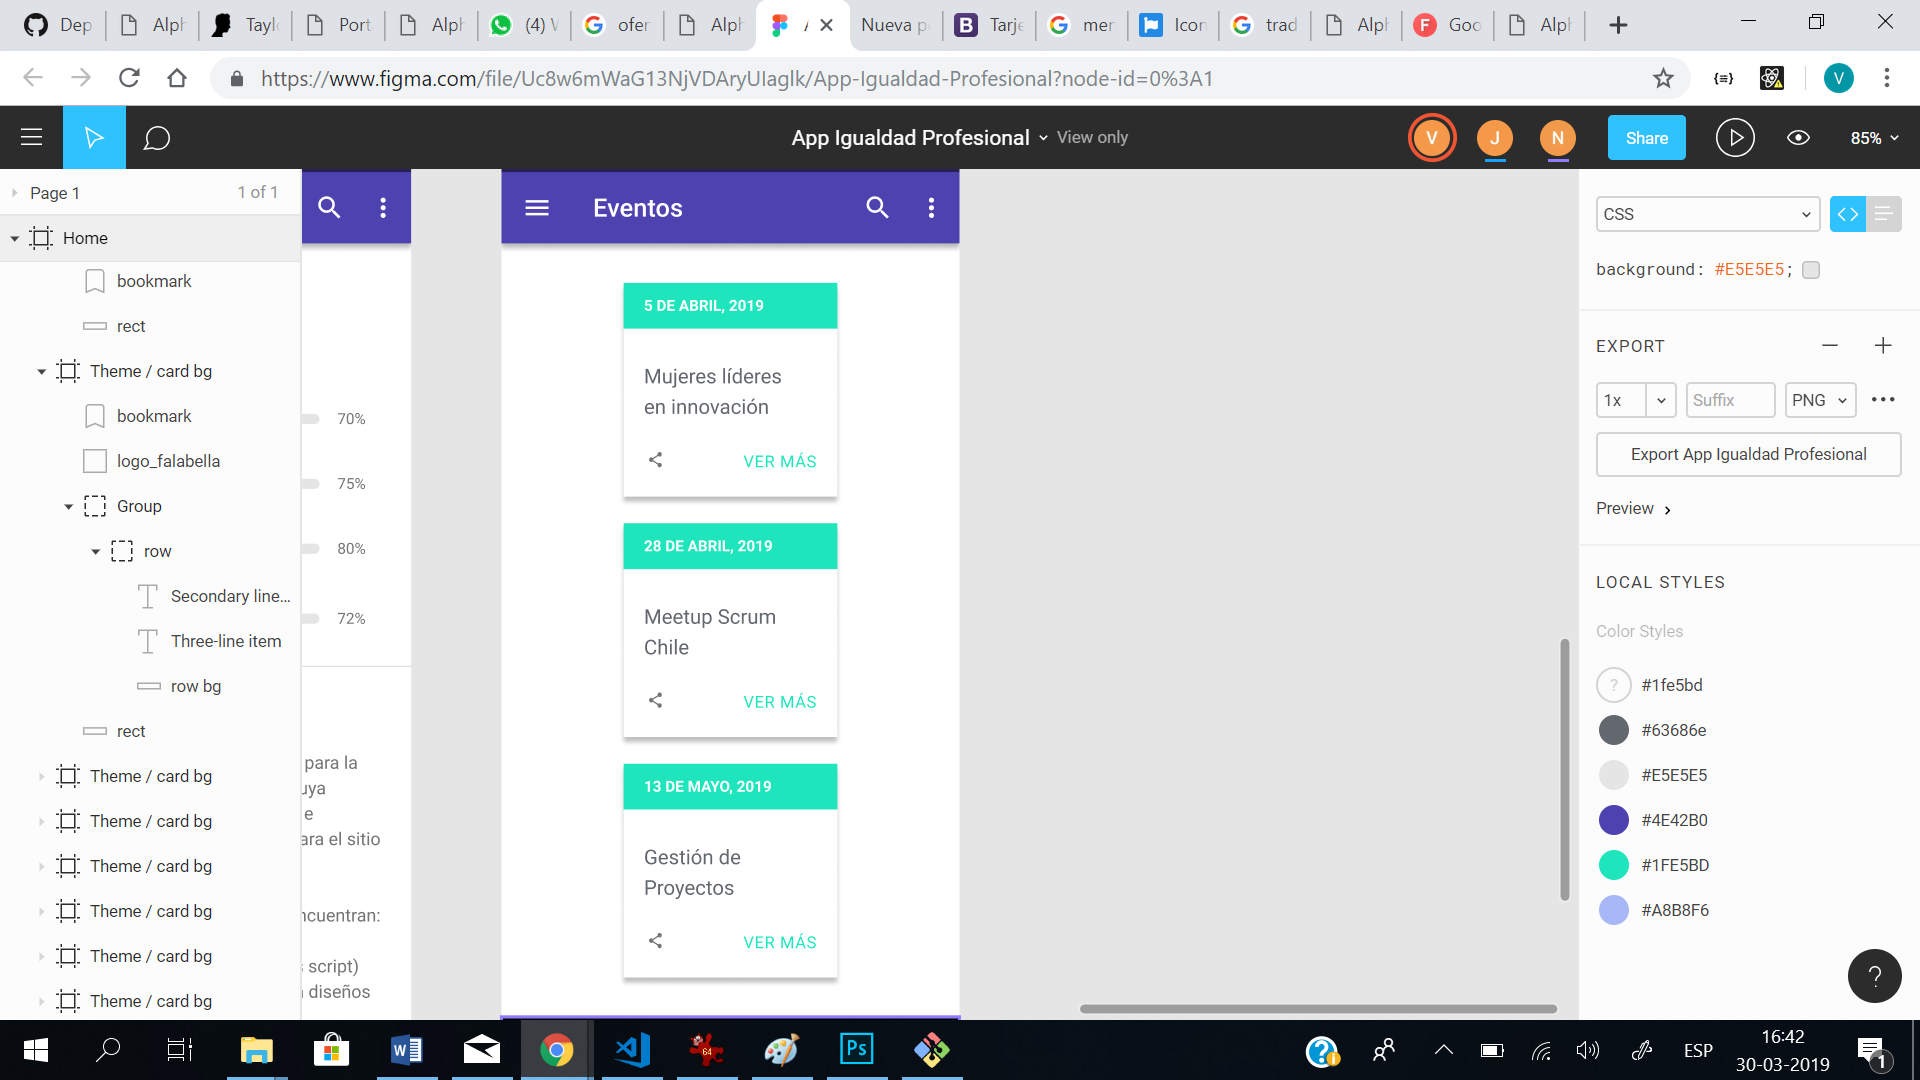 Dep
Alph
Taylo
Port
Alph
(4) W
ofer
Alph
Nueva p
Tarje
mer
Icon
trad
Alph
Goo
Alph
https://www.figma.com/file/Uc8w6mWaG13NjVDAryUIaglk/App-Igualdad-Profesional?node-id=0%3A1
V
App Igualdad Profesional
View only
V
J
N
Share
85%
Page 1
1 of 1
Home
bookmark
rect
Theme / card bg
bookmark
logo_falabella
Group
row
Secondary line...
Three-line item
row bg
rect
Theme / card bg
Theme / card bg
Theme / card bg
Theme / card bg
Theme / card bg
Theme / card bg
70%
75%
80%
72%
para la
uya
e
ara el sitio
ncuentran:
script)
diseños
Eventos
5 DE ABRIL, 2019
Mujeres líderes
en innovación
VER MÁS
28 DE ABRIL, 2019
Meetup Scrum
Chile
VER MÁS
13 DE MAYO, 2019
Gestión de
Proyectos
VER MÁS
CSS
background: #E5E5E5;
EXPORT
1x
Suffix
PNG
Export App Igualdad Profesional
Preview
LOCAL STYLES
Color Styles
? #1fe5bd
#63686e
#E5E5E5
#4E42B0
#1FE5BD
#A8B8F6
?
64
Ps
ESP
16:42
30-03-2019
1